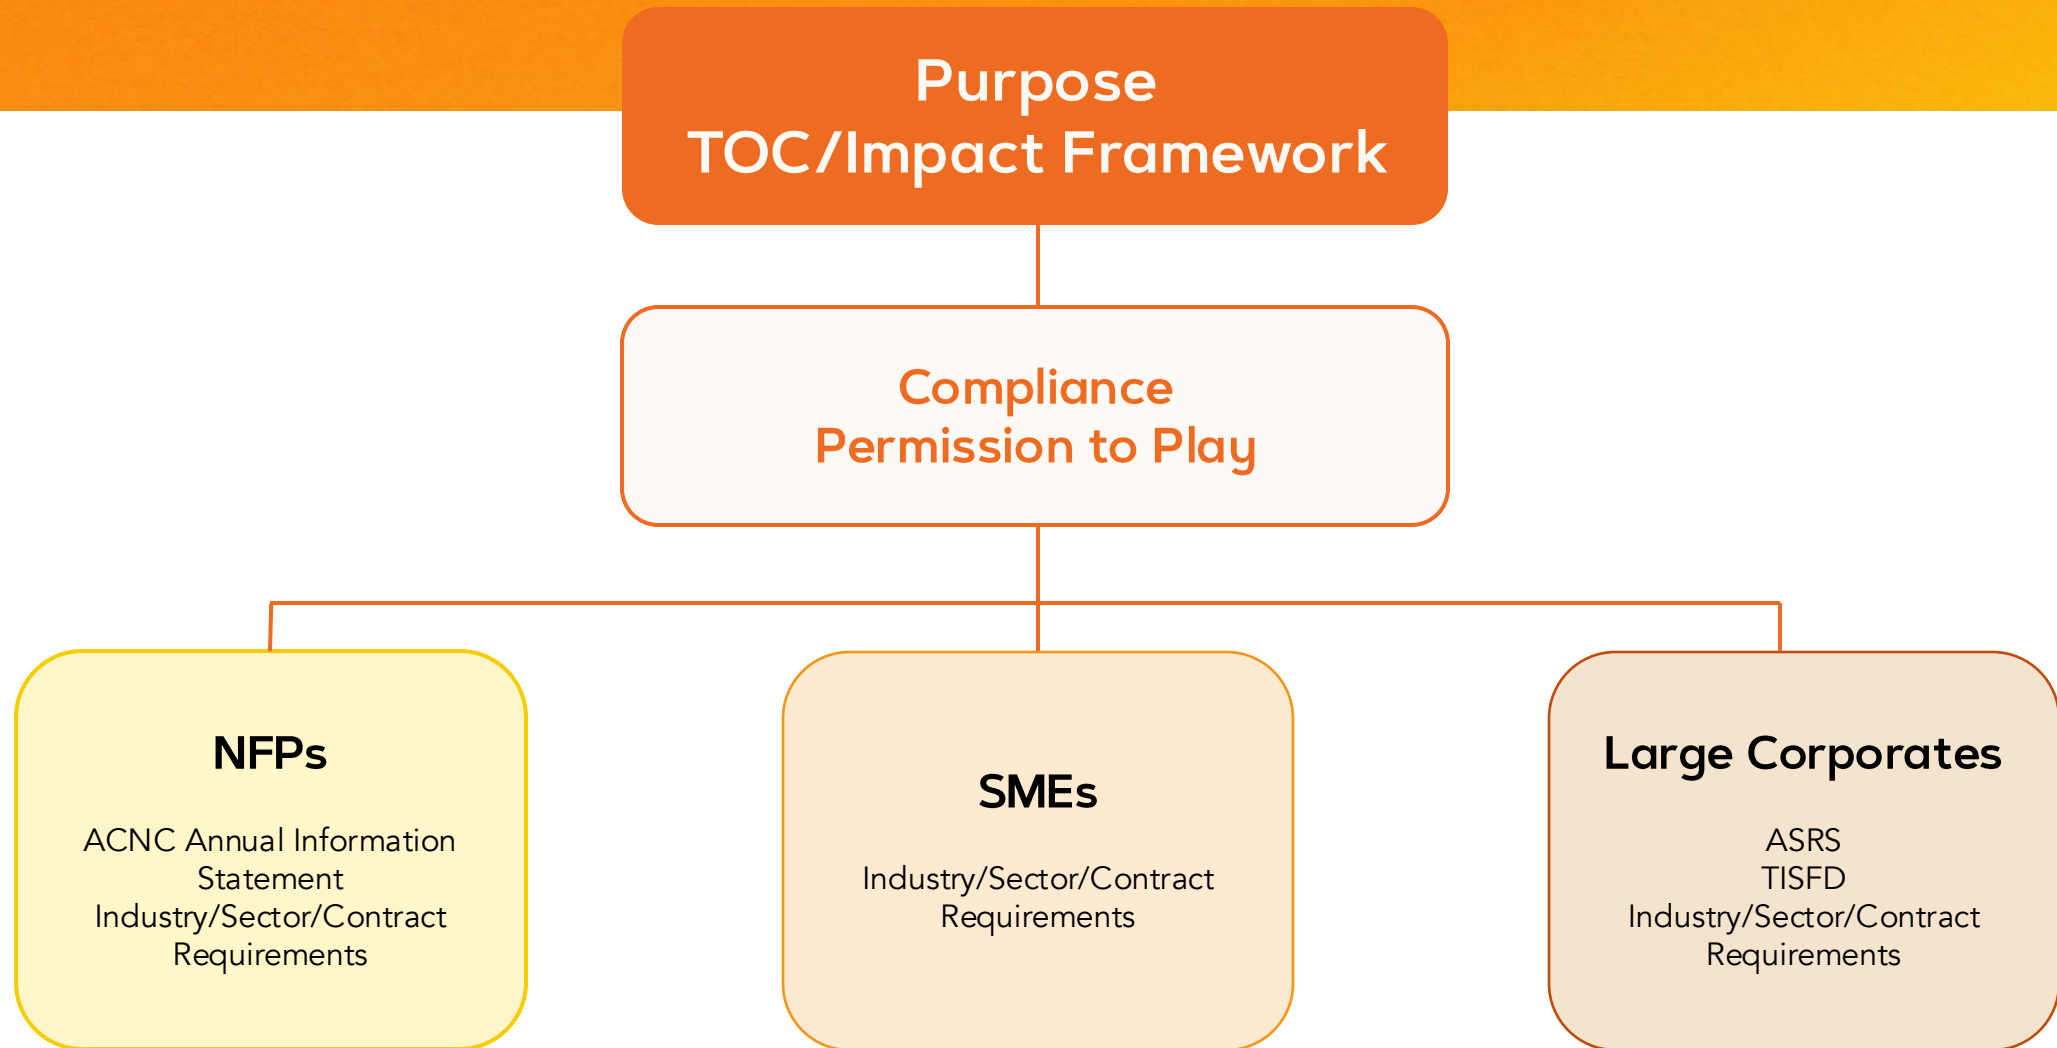 Purpose
TOC/Impact Framework
Compliance
Permission to Play
NFPs
ACNC Annual Information
Statement
Industry/Sector/Contract
Requirements
SMEs
Industry/Sector/Contract
Requirements
Large Corporates
ASRS
TISFD
Industry/Sector/Contract
Requirements